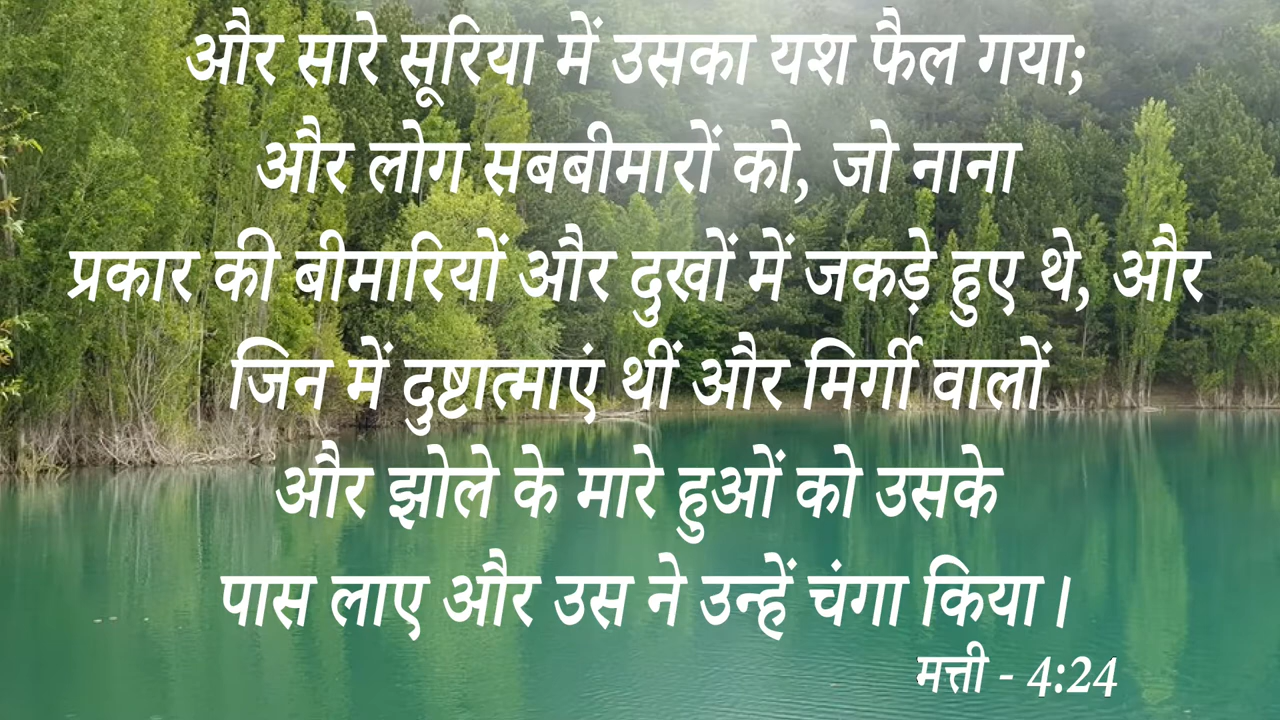 और सारे सूरिया में उसका यश फैल गया;
और लोग सबबीमारों को, जो नाना
प्रकार की बीमारियों और दुखों में जकड़े हुए थे, और
जिन में दुष्टात्माएं थीं और मिर्गी वालों
और झोले के मारे हुओं को उसके
पास लाए और उस ने उन्हें चंगा किया।
मत्ती - 4:24